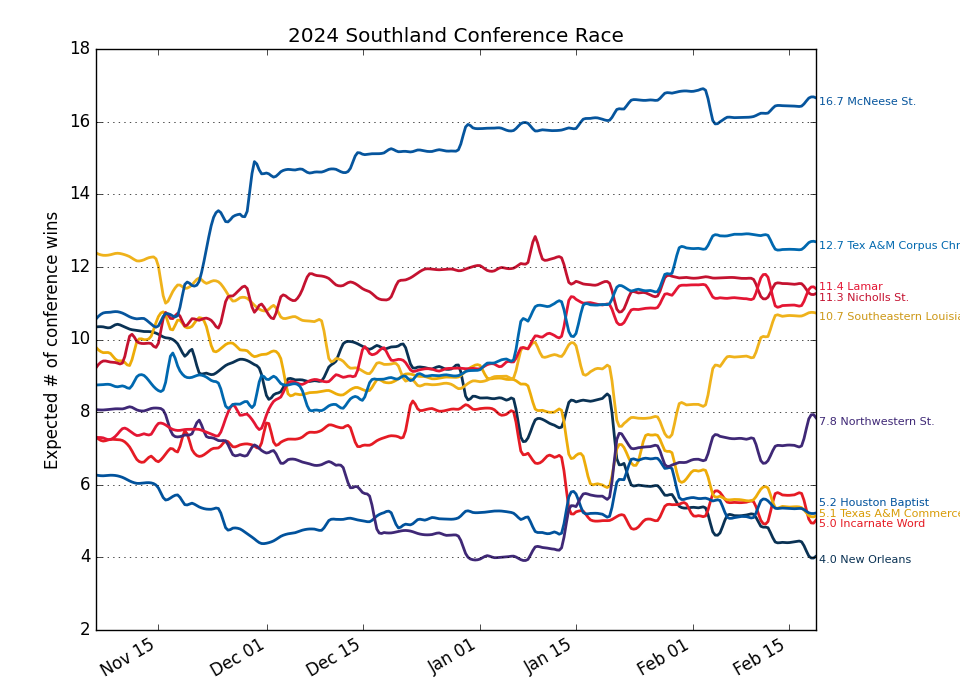 2024 Southland Conference Race
Expected # of conference wins
18
16
14
12
10
8
6
4
2
Nov 15
Dec 01
Dec 15
Jan 01
Jan 15
Feb 01
Feb 15
16.7 McNeese St.
12.7 Tex A&M Corpus Chr
11.4 Lamar
11.3 Nicholls St.
10.7 Southeastern Louisia
7.8 Northwestern St.
5.2 Houston Baptist
5.1 Texas A&M Commerce
5.0 Incarnate Word
4.0 New Orleans